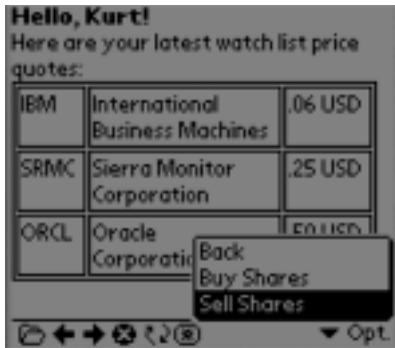 Hello, Kurt!
Here are your latest watch list price
quotes:
IBM International .06 USD
Business Machines
SRMC Sierra Monitor .25 USD
Corporation
ORCL Oracle
Back
Buy Shares
Sell Shares
Opt.